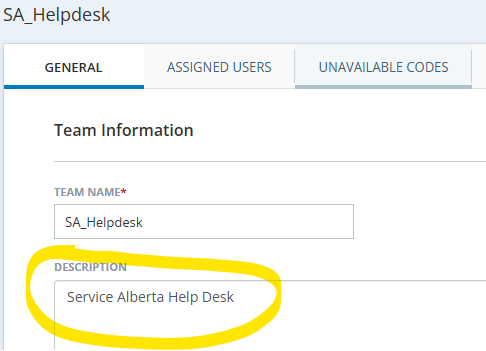 SA_Helpdesk
GENERAL ASSIGNED USERS UNAVAILABLE CODES
Team Information
TEAM NAME*
SA_Helpdesk
DESCRIPTION
Service Alberta Help Desk